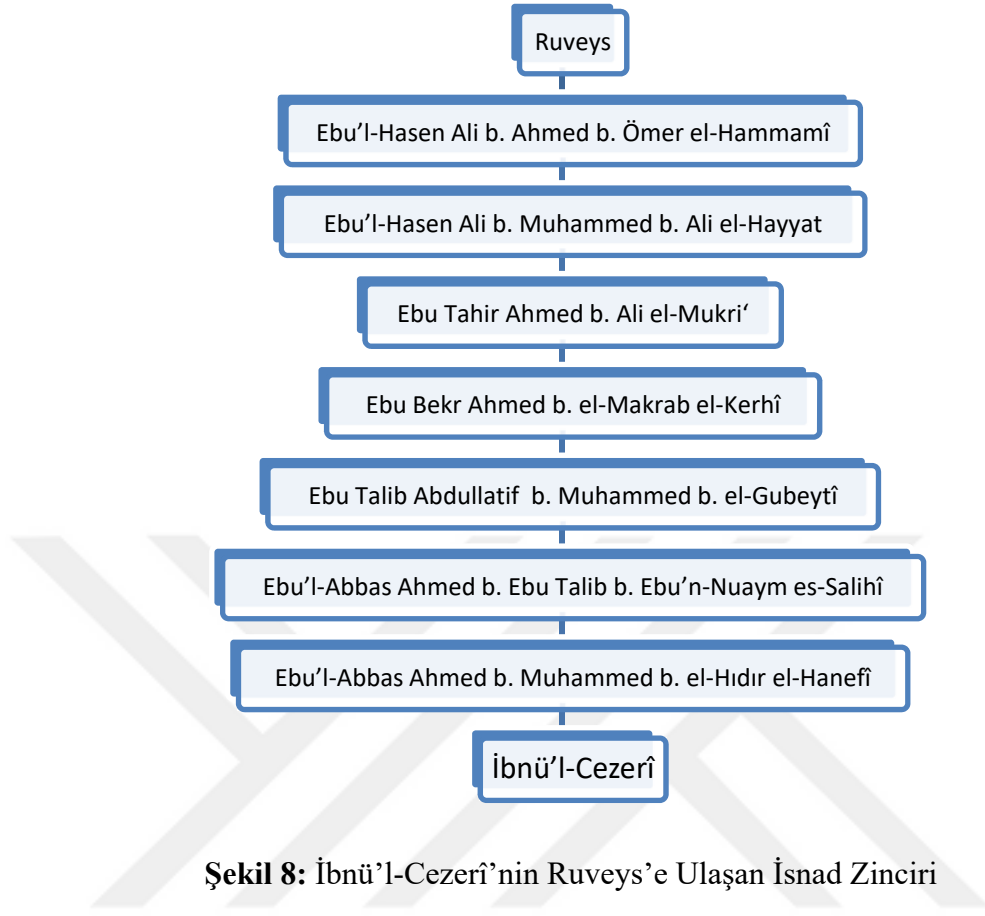 Ruveys
Ebu’l-Hasen Ali b. Ahmed b. Ömer el-Hammamî
Ebu’l-Hasen Ali b. Muhammed b. Ali el-Hayyat
Ebu Tahir Ahmed b. Ali el-Mukri‘
Ebu Bekr Ahmed b. el-Makrab el-Kerhî
Ebu Talib Abdullatif b. Muhammed b. el-Gubeytî
Ebu’l-Abbas Ahmed b. Ebu Talib b. Ebu’n-Nuaym es-Salihî
Ebu’l-Abbas Ahmed b. Muhammed b. el-Hıdır el-Hanefî
İbnü’l-Cezerî
Şekil 8: İbnü’l-Cezerî’nin Ruveys’e Ulaşan İsnad Zinciri